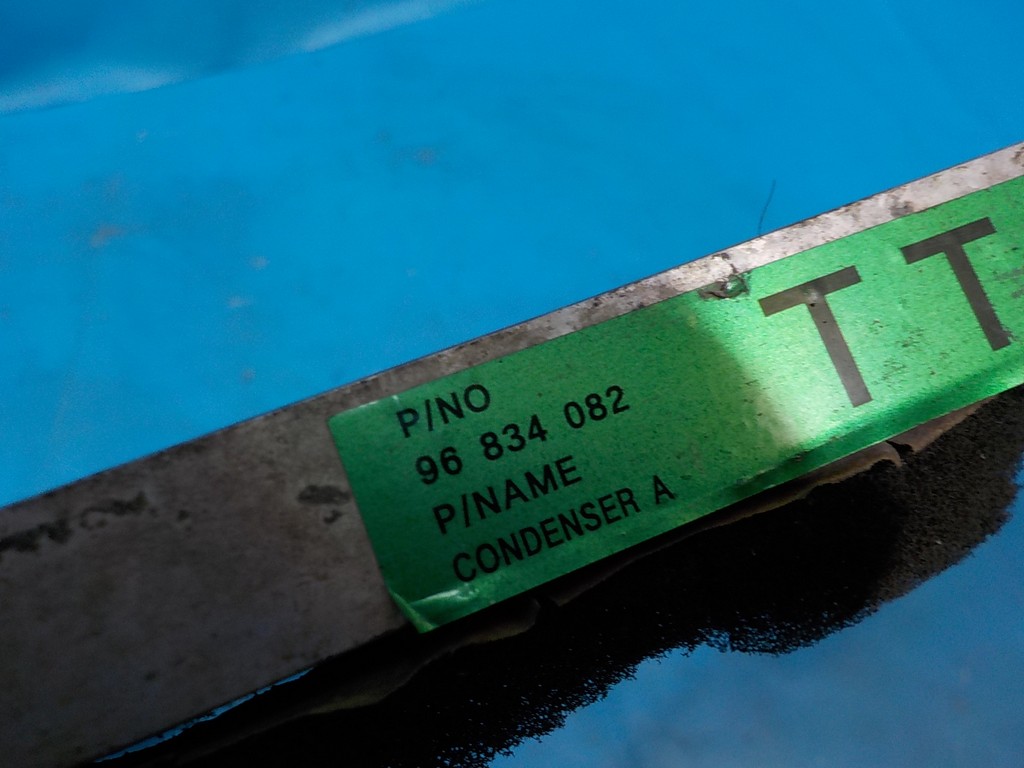 P/NO
96 834 082
P/NAME
CONDENSER A
TT